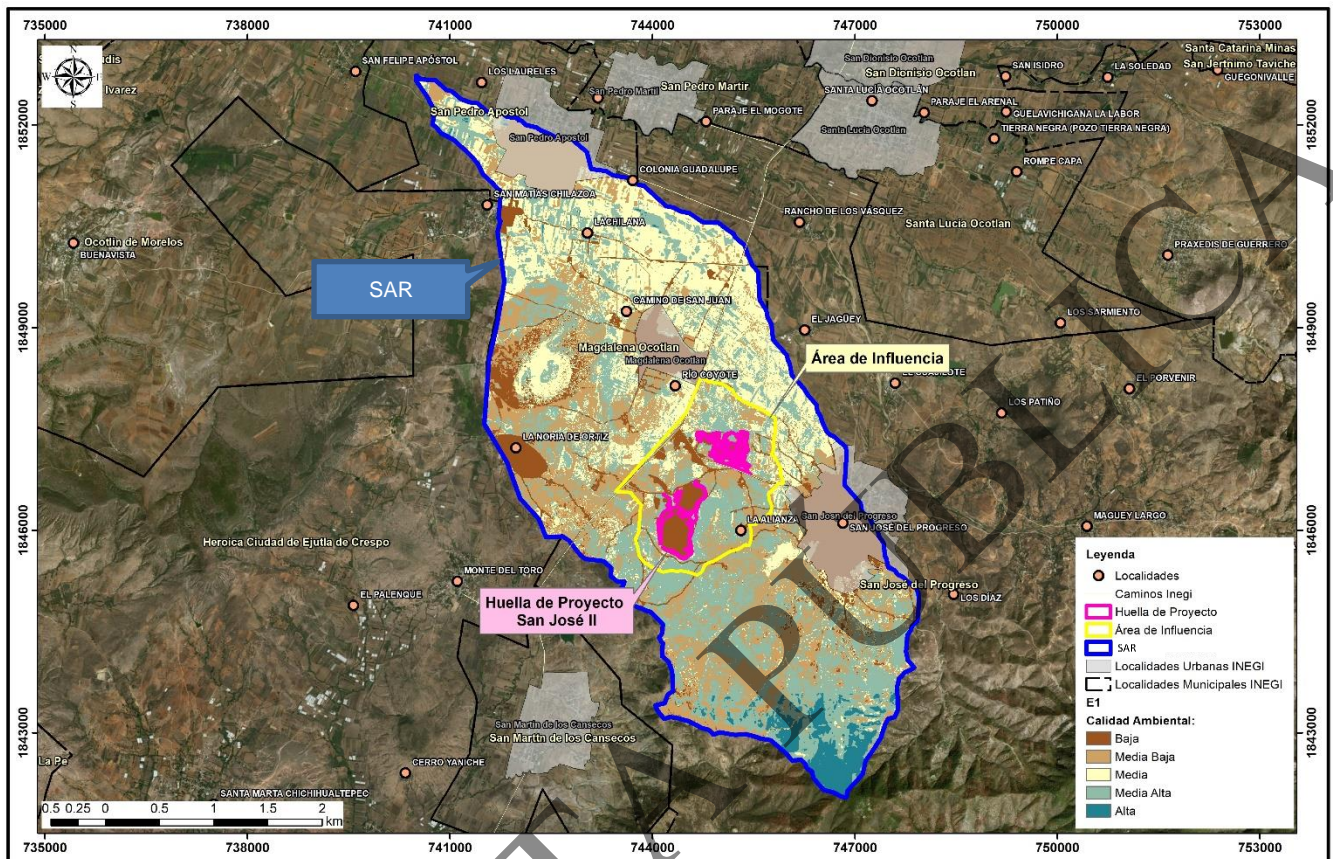 735000
738000
741000
744000
747000
750000
753000
SAN FELIPE APÓSTOL
LOS LAURELES
San Pedro Martir
San Dionisio Ocotlan
San Dionisio Ocotlan
SAN ISIDRO
LA SOLEDAD
Santa Catarina Minas
San Jerónimo Taviche
GUEGONIVALLE
lvarez
San Pedro Apostol
San Pedro Apostol
SANTA LUCÍA OCOTLÁN
PARAJE EL ARENAL
GUELAVICHIGANA LA LABOR
PARAJE EL MOGOTE
Santa Lucía Ocotlan
TIERRA NEGRA (POZO TIERRA NEGRA)
1852000
1852000
ROMPE CAPA
COLONIA GUADALUPE
SAN MATÍAS CHILAZOA
LACHILANA
RANCHO DE LOS VÁSQUEZ
Santa Lucía Ocotlan
Ocotlín de Morelos
BUENAVISTA
PRAXEDIS DE GUERRERO
SAR
CAMINO DE SAN JUAN
LOS SARMIENTO
EL JAGÜEY
1849000
1849000
Magdalena Ocotlan
Magdalena Ocotlan
Área de Influencia
RÍO COYOTE
EL PORVENIR
LOS PATIÑO
LA NORIA DE ORTIZ
LA ALIANZA
San José del Progreso
SAN JOSÉ DEL PROGRESO
MAGUEY LARGO
1846000
1846000
Heroica Ciudad de Ejutla de Crespo
MONTE DEL TORO
EL PALENQUE
Huella de Proyecto
San José II
San José del Progreso
LOS DÍAZ
San Martín de los Cansecos
San Martín de los Cansecos
1843000
1843000
La Pe
CERRO YANICHE
SANTA MARTA CHICHIHUALTEPEC
0.5 0.25 0 0.5 1 1.5 2
km
Leyenda
Localidades
Caminos Inegi
Huella de Proyecto
Área de Influencia
SAR
Localidades Urbanas INEGI
Localidades Municipales INEGI
E1
Calidad Ambiental:
Baja
Media Baja
Media
Media Alta
Alta
735000
738000
741000
744000
747000
750000
753000
PUBLICA